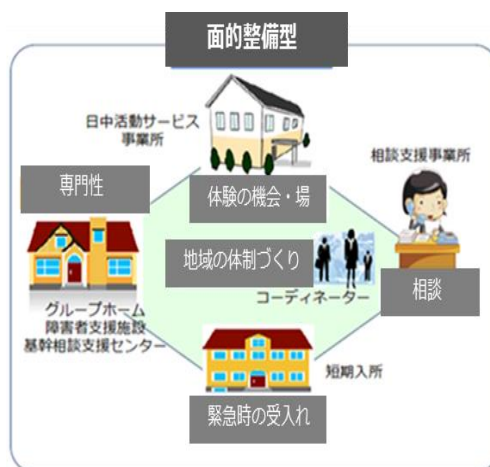 面的整備型
日中活動サービス
事業所
相談支援事業所
専門性
体験の機会・場
地域の体制づくり
コーディネーター
相談
グループホーム
障害者支援施設
基幹相談支援センター
短期入所
緊急時の受入れ